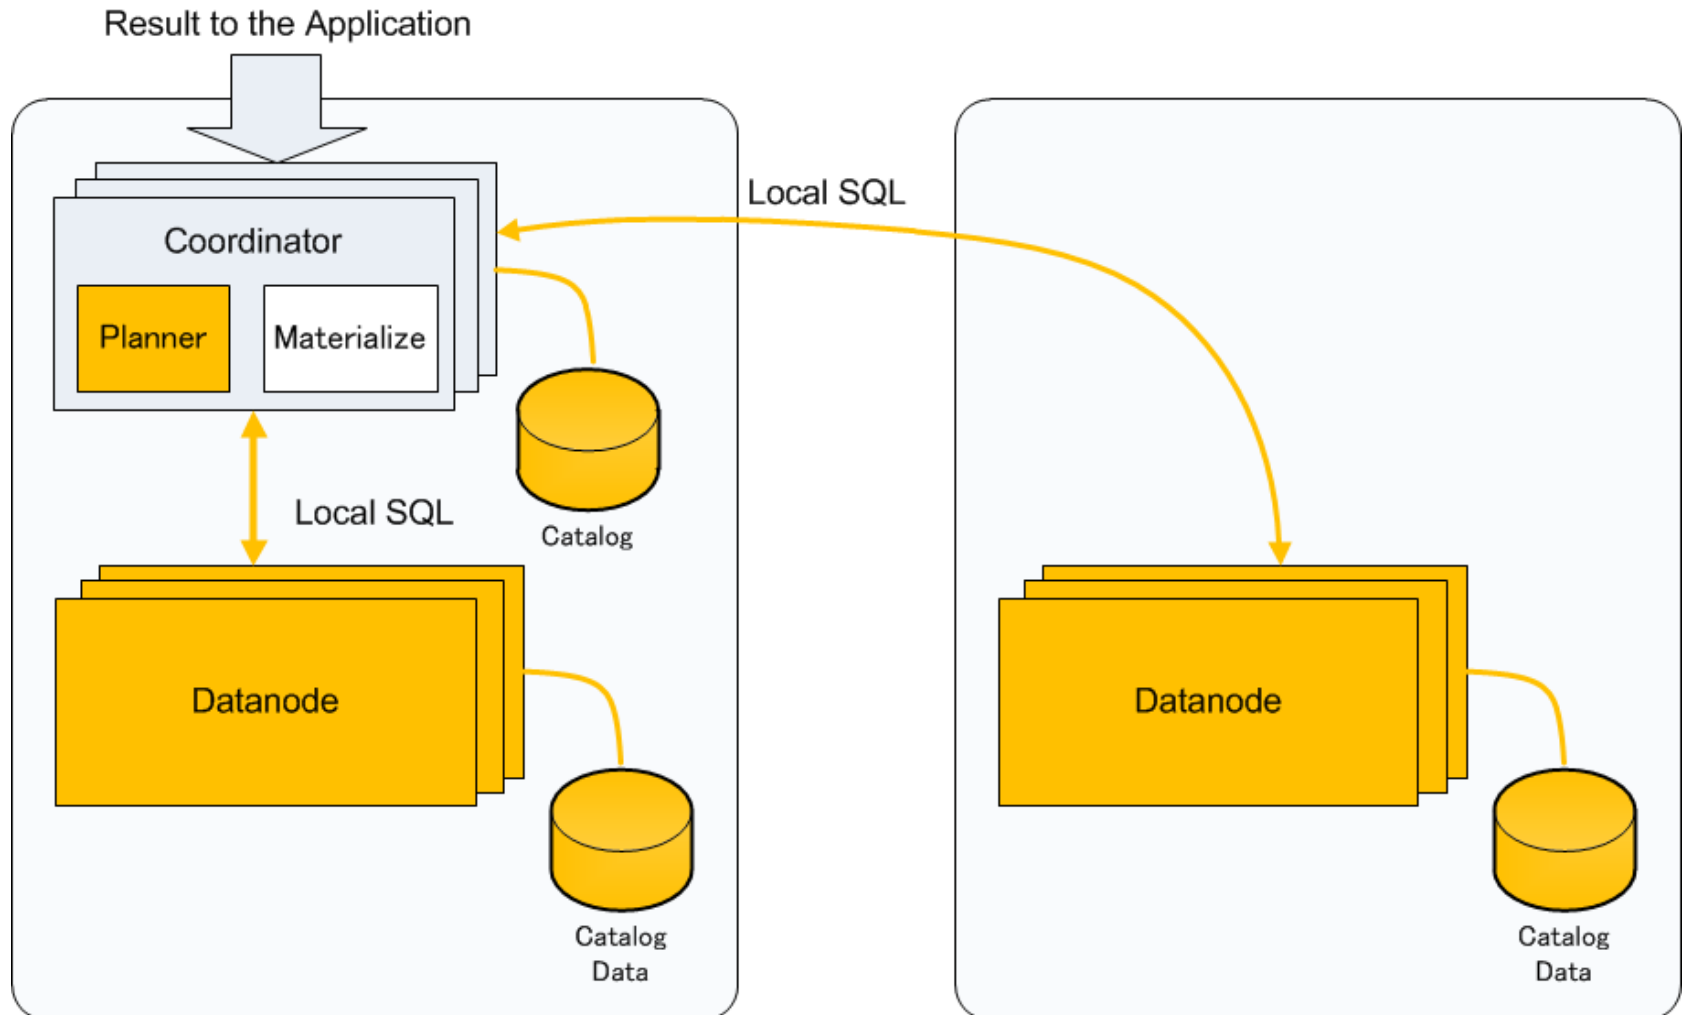 Result to the Application
Local SQL
Coordinator
Planner
Materialize
Local SQL
Catalog
Datanode
Datanode
Catalog
Data
Catalog
Data